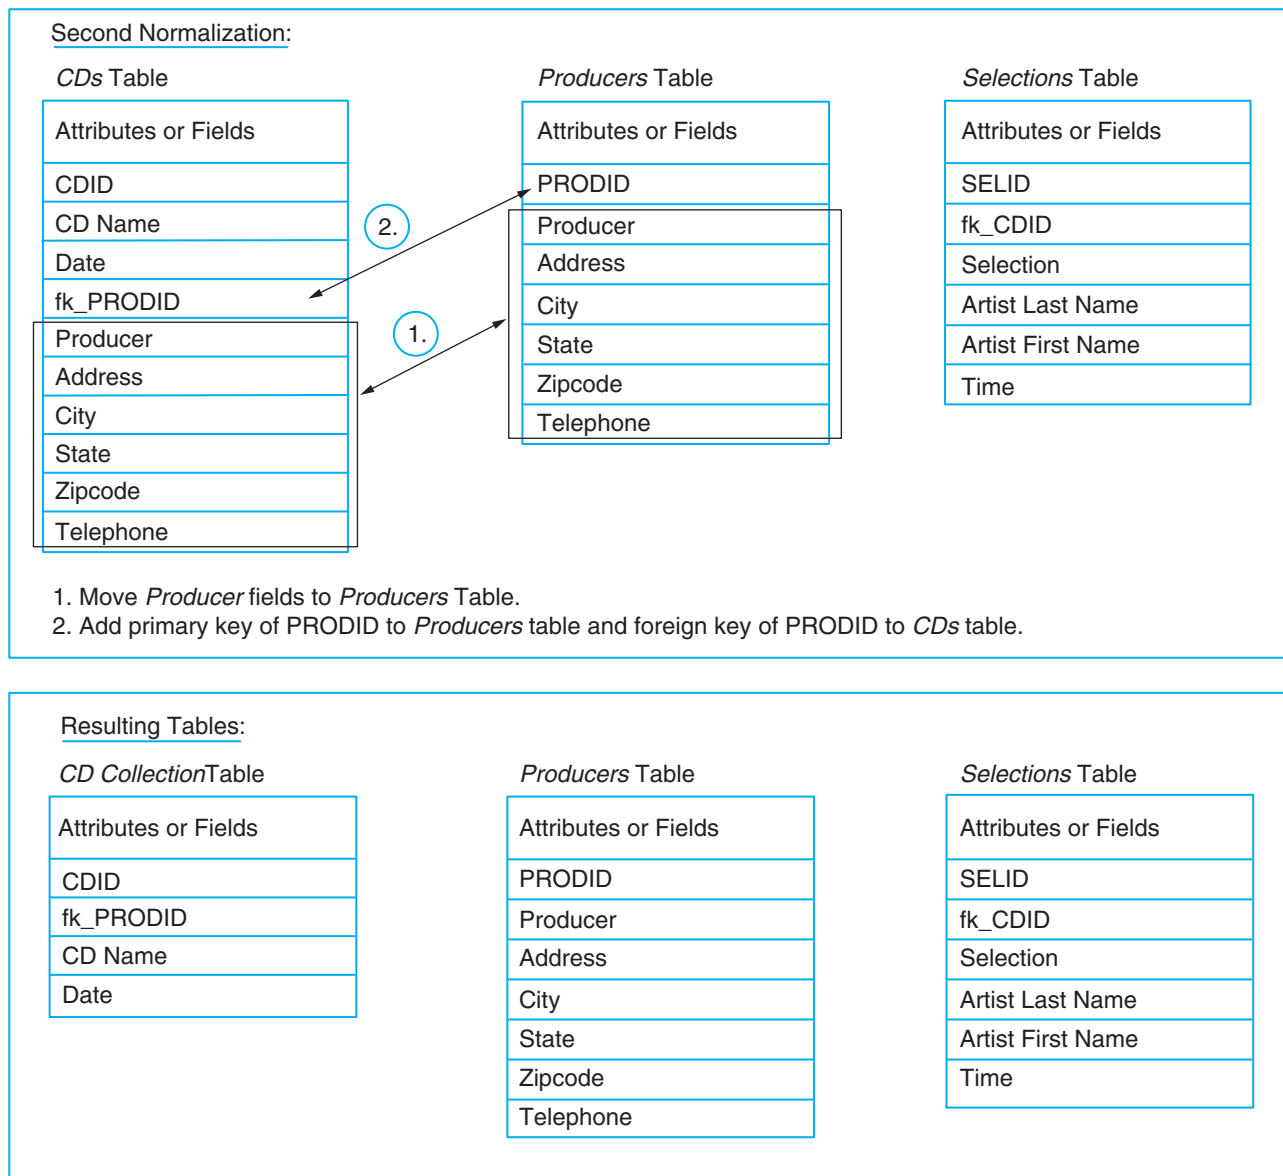 Second Normalization:
CDs Table
Attributes or Fields
CDID
CD Name
Date
fk_PRODID
Producer
Address
City
State
Zipcode
Telephone
2.
1.
Producers Table
Attributes or Fields
PRODID
Producer
Address
City
State
Zipcode
Telephone
Selections Table
Attributes or Fields
SELID
fk_CDID
Selection
Artist Last Name
Artist First Name
Time
1. Move Producer fields to Producers Table.
2. Add primary key of PRODID to Producers table and foreign key of PRODID to CDs table.
Resulting Tables:
CD CollectionTable
Attributes or Fields
CDID
fk_PRODID
CD Name
Date
Producers Table
Attributes or Fields
PRODID
Producer
Address
City
State
Zipcode
Telephone
Selections Table
Attributes or Fields
SELID
fk_CDID
Selection
Artist Last Name
Artist First Name
Time